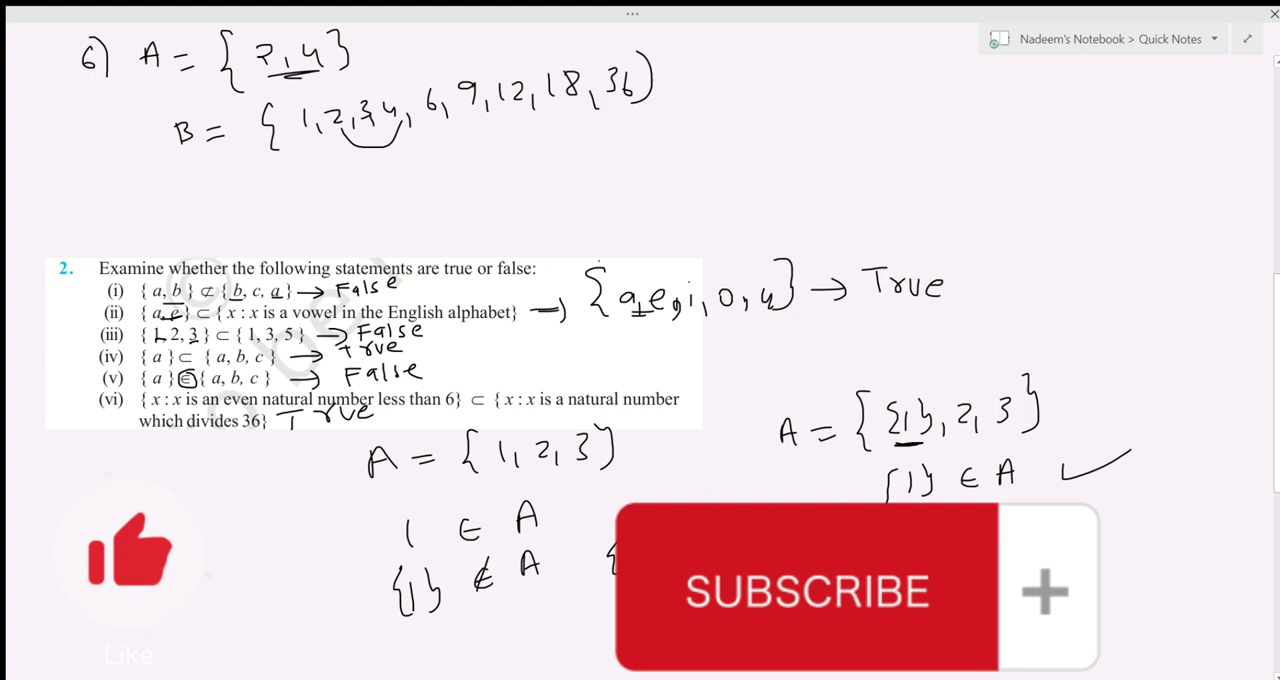 Nadeem's Notebook > Quick Notes
6) A = { 2, 4 }
B = { 1, 2, 3, 4, 6, 9, 12, 18, 36 )
2. Examine whether the following statements are true or false:
(i) { a, b } ⊄ { b, c, a } → False
(ii) { a, e } ⊂ { x : x is a vowel in the English alphabet} → { a, e, i, o, u } → True
(iii) { 1, 2, 3 } ⊂ { 1, 3, 5 } → False
(iv) { a } ⊂ { a, b, c } → true
(v) { a } ∈ { a, b, c } → False
(vi) { x : x is an even natural number less than 6} ⊂ { x : x is a natural number
which divides 36} True
A = { 1, 2, 3 }
1 ∈ A
{1} ∉ A
A = { {1}, 2, 3 }
{1} ∈ A ✓
{
Like
SUBSCRIBE +